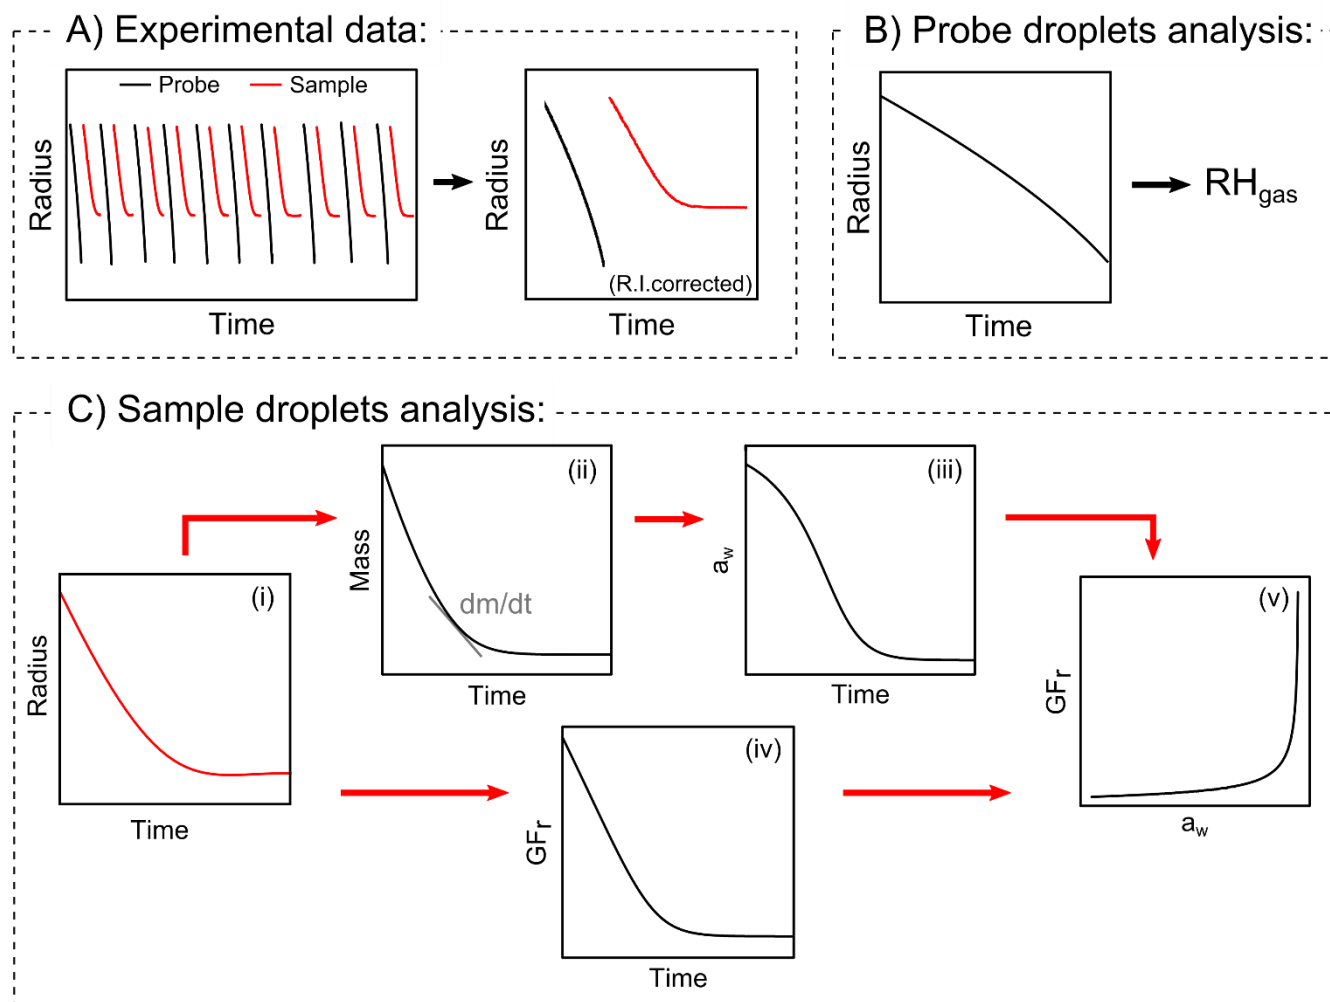 A) Experimental data:
Probe
Sample
Radius
Time
Radius
(R.I.corrected)
Time
B) Probe droplets analysis:
Radius
Time
RHgas
C) Sample droplets analysis:
(i)
Radius
Time
(ii)
Mass
dm/dt
Time
(iii)
aw
Time
(iv)
GFr
Time
(v)
GFr
aw